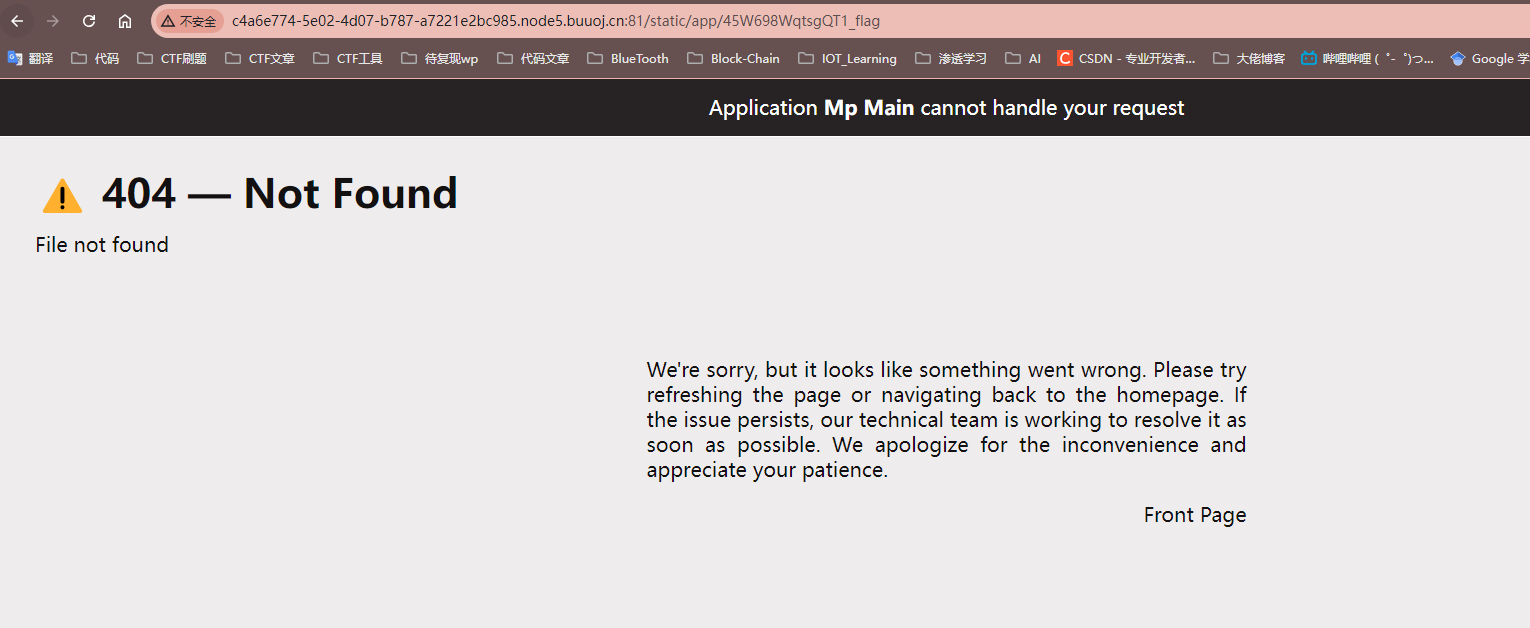 不安全 c4a6e774-5e02-4d07-b787-a7221e2bc985.node5.buuoj.cn:81/static/app/45W698WqtsgQT1_flag
翻译 代码 CTF刷题 CTF文章 CTF工具 待复现wp 代码文章 BlueTooth Block-Chain IOT_Learning 渗透学习 AI CSDN - 专业开发者... 大佬博客 哔哩哔哩 (゜-゜)つ... Google 学
Application Mp Main cannot handle your request
404 — Not Found
File not found
We're sorry, but it looks like something went wrong. Please try
refreshing the page or navigating back to the homepage. If
the issue persists, our technical team is working to resolve it as
soon as possible. We apologize for the inconvenience and
appreciate your patience.
Front Page